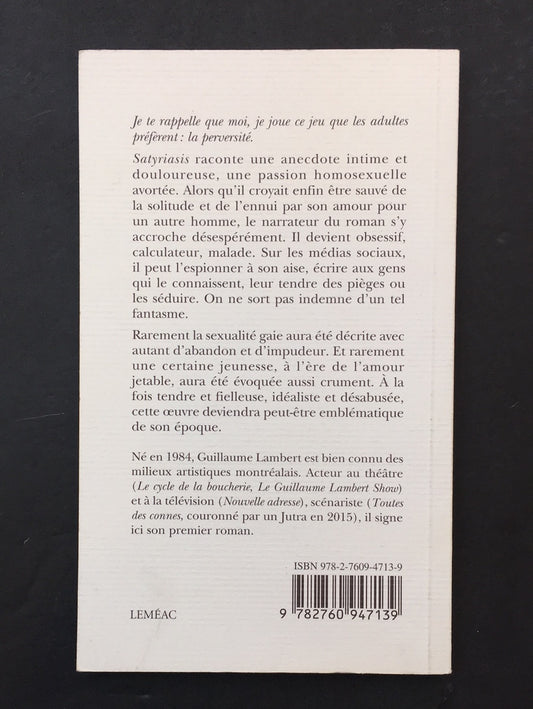 Je te rappelle que moi, je joue ce jeu que les adultes
préfèrent : la perversité.
Satyriasis raconte une anecdote intime et
douloureuse, une passion homosexuelle
avortée. Alors qu'il croyait enfin être sauvé de
la solitude et de l'ennui par son amour pour
un autre homme, le narrateur du roman s'y
accroche désespérément. Il devient obsessif,
calculateur, malade. Sur les médias sociaux,
il peut l'espionner à son aise, écrire aux gens
qui le connaissent, leur tendre des pièges ou
les séduire. On ne sort pas indemne d'un tel
fantasme.
Rarement la sexualité gaie aura été décrite avec
autant d'abandon et d'impudeur. Et rarement
une certaine jeunesse, à l'ère de l'amour
jetable, aura été évoquée aussi crument. À la
fois tendre et fielleuse, idéaliste et désabusée,
cette œuvre deviendra peut-être emblématique
de son époque.
Né en 1984, Guillaume Lambert est bien connu des
milieux artistiques montréalais. Acteur au théâtre
(Le cycle de la boucherie, Le Guillaume Lambert Show)
et à la télévision (Nouvelle adresse), scénariste (Toutes
des connes, couronné par un Jutra en 2015), il signe
ici son premier roman.
ISBN 978-2-7609-4713-9
9 782760 947139
LEMÉAC